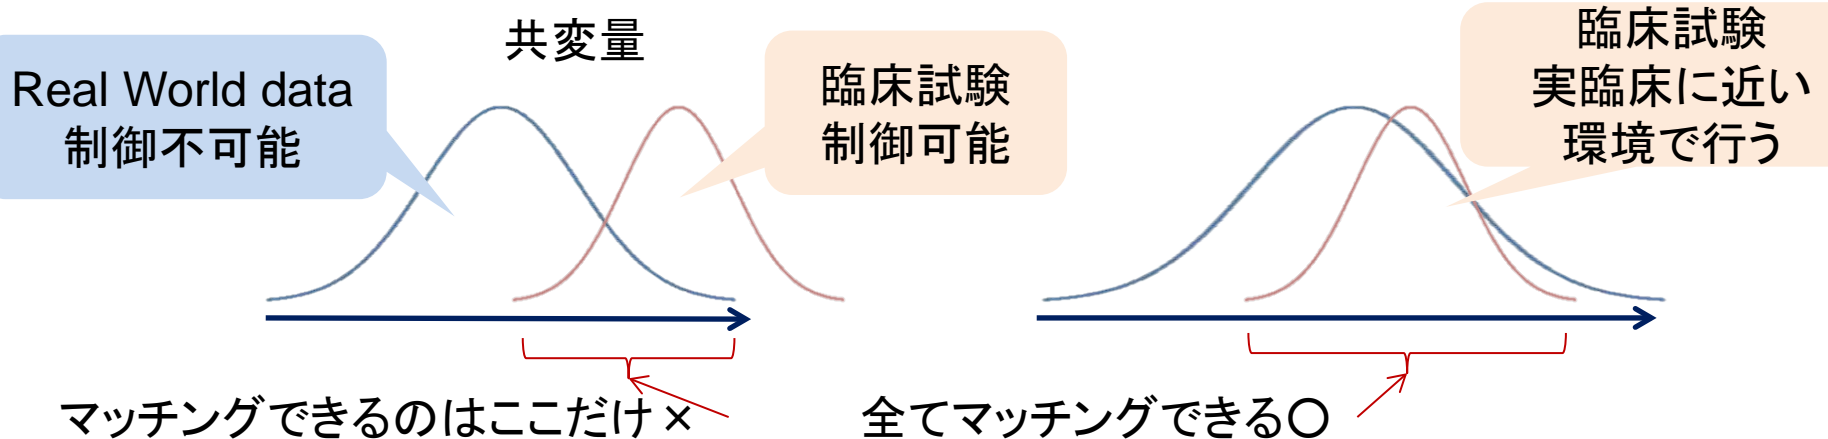 共変量
Real World data
制御不可能
臨床試験
制御可能
臨床試験
実臨床に近い
環境で行う
マッチングできるのはここだけ×
全てマッチングできる〇